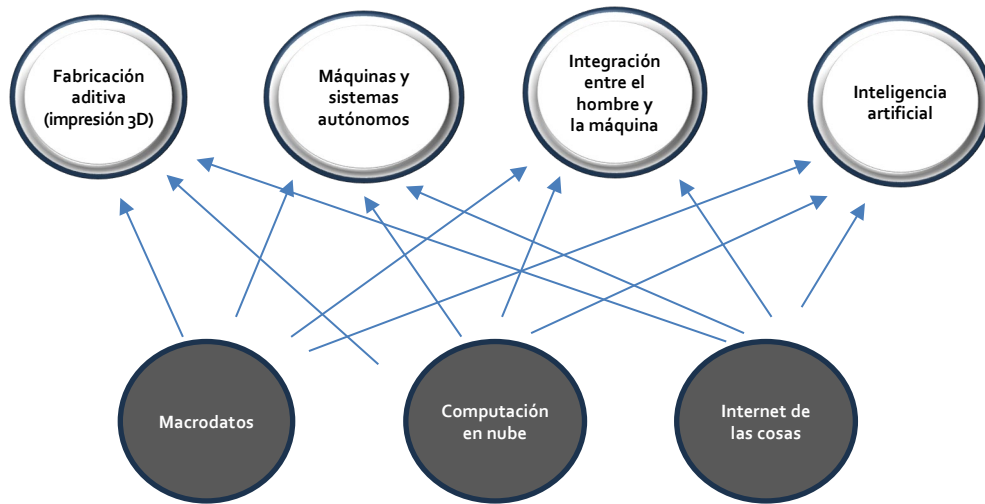 Fabricación
aditiva
(impresión 3D)
Máquinas y
sistemas
autónomos
Integración
entre el
hombre y
la máquina
Inteligencia
artificial
Macrodatos
Computación
en nube
Internet de
las cosas